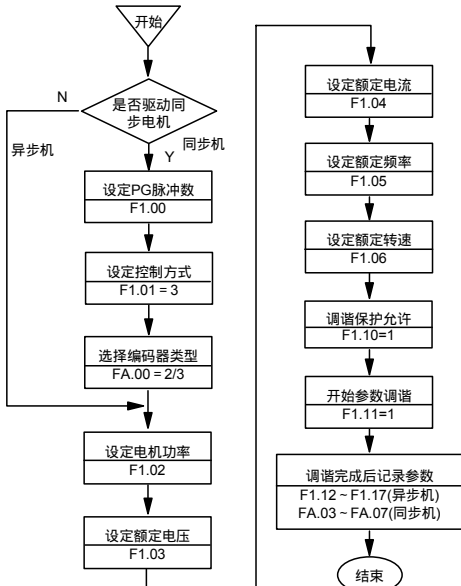 开始
N
是否驱动同
步电机
异步机
同步机
Y
设定PG脉冲数
F1.00
设定控制方式
F1.01 = 3
选择编码器类型
FA.00 = 2/3
设定电机功率
F1.02
设定额定电压
F1.03
设定额定电流
F1.04
设定额定频率
F1.05
设定额定转速
F1.06
调谐保护允许
F1.10=1
开始参数调谐
F1.11=1
调谐完成后记录参数
F1.12 ~ F1.17(异步机)
FA.03 ~ FA.07(同步机)
结束